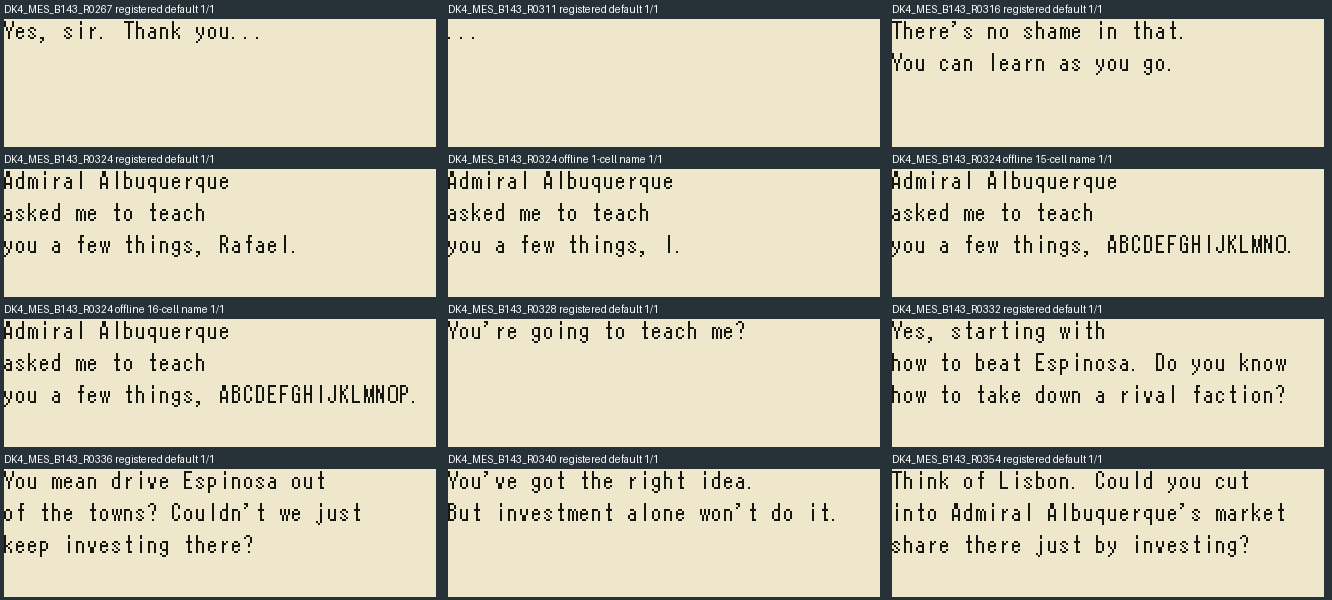 DK4_MES_B143_R0267 registered default 1/1
Yes, sir. Thank you...
DK4_MES_B143_R0311 registered default 1/1
...
DK4_MES_B143_R0316 registered default 1/1
There's no shame in that.
You can learn as you go.
DK4_MES_B143_R0324 registered default 1/1
Admiral Albuquerque
asked me to teach
you a few things, Rafael.
DK4_MES_B143_R0324 offline 1-cell name 1/1
Admiral Albuquerque
asked me to teach
you a few things, I.
DK4_MES_B143_R0324 offline 15-cell name 1/1
Admiral Albuquerque
asked me to teach
you a few things, ABCDEFGHIJKLMNO.
DK4_MES_B143_R0324 offline 16-cell name 1/1
Admiral Albuquerque
asked me to teach
you a few things, ABCDEFGHIJKLMNOP.
DK4_MES_B143_R0328 registered default 1/1
You're going to teach me?
DK4_MES_B143_R0332 registered default 1/1
Yes, starting with
how to beat Espinosa. Do you know
how to take down a rival faction?
DK4_MES_B143_R0336 registered default 1/1
You mean drive Espinosa out
of the towns? Couldn't we just
keep investing there?
DK4_MES_B143_R0340 registered default 1/1
You've got the right idea.
But investment alone won't do it.
DK4_MES_B143_R0354 registered default 1/1
Think of Lisbon. Could you cut
into Admiral Albuquerque's market
share there just by investing?